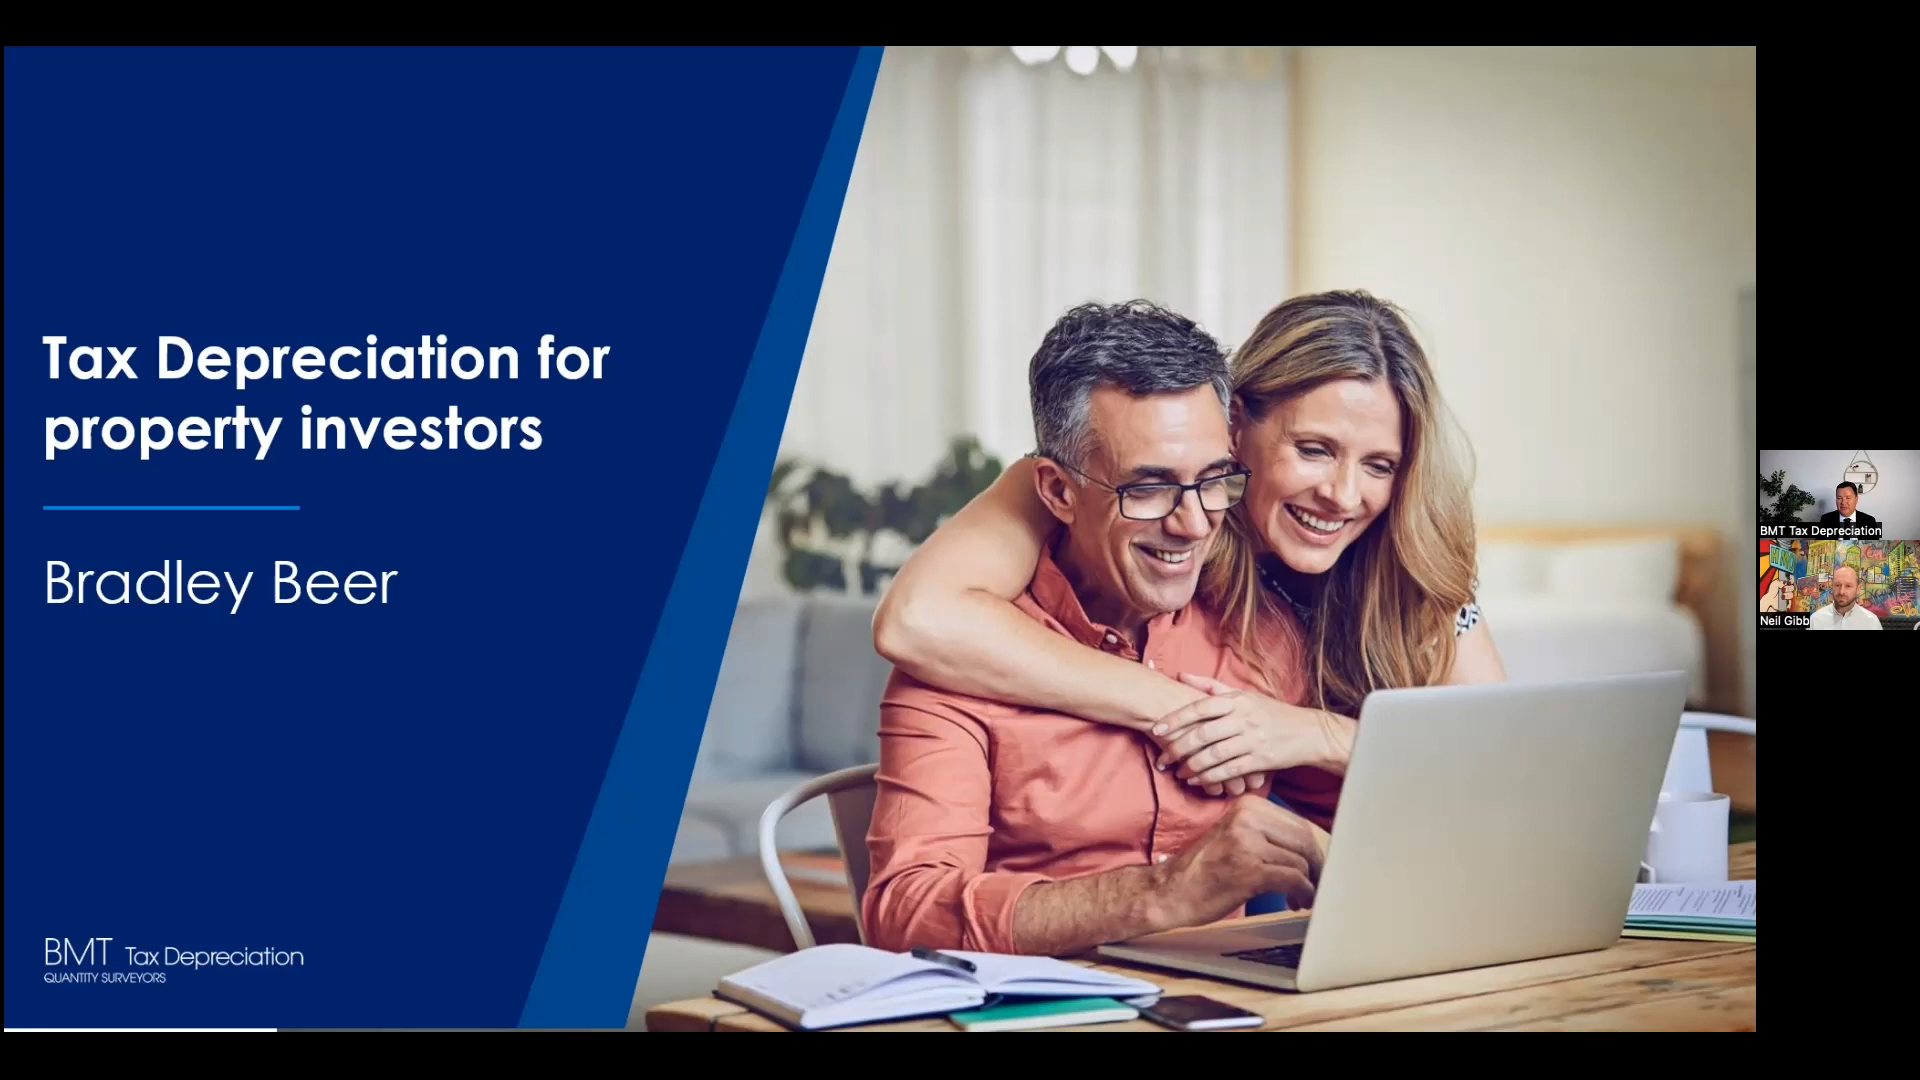 Tax Depreciation for
property investors
Bradley Beer
BMT Tax Depreciation
QUANTITY SURVEYORS
BMT Tax Depreciation
Neil Gibb